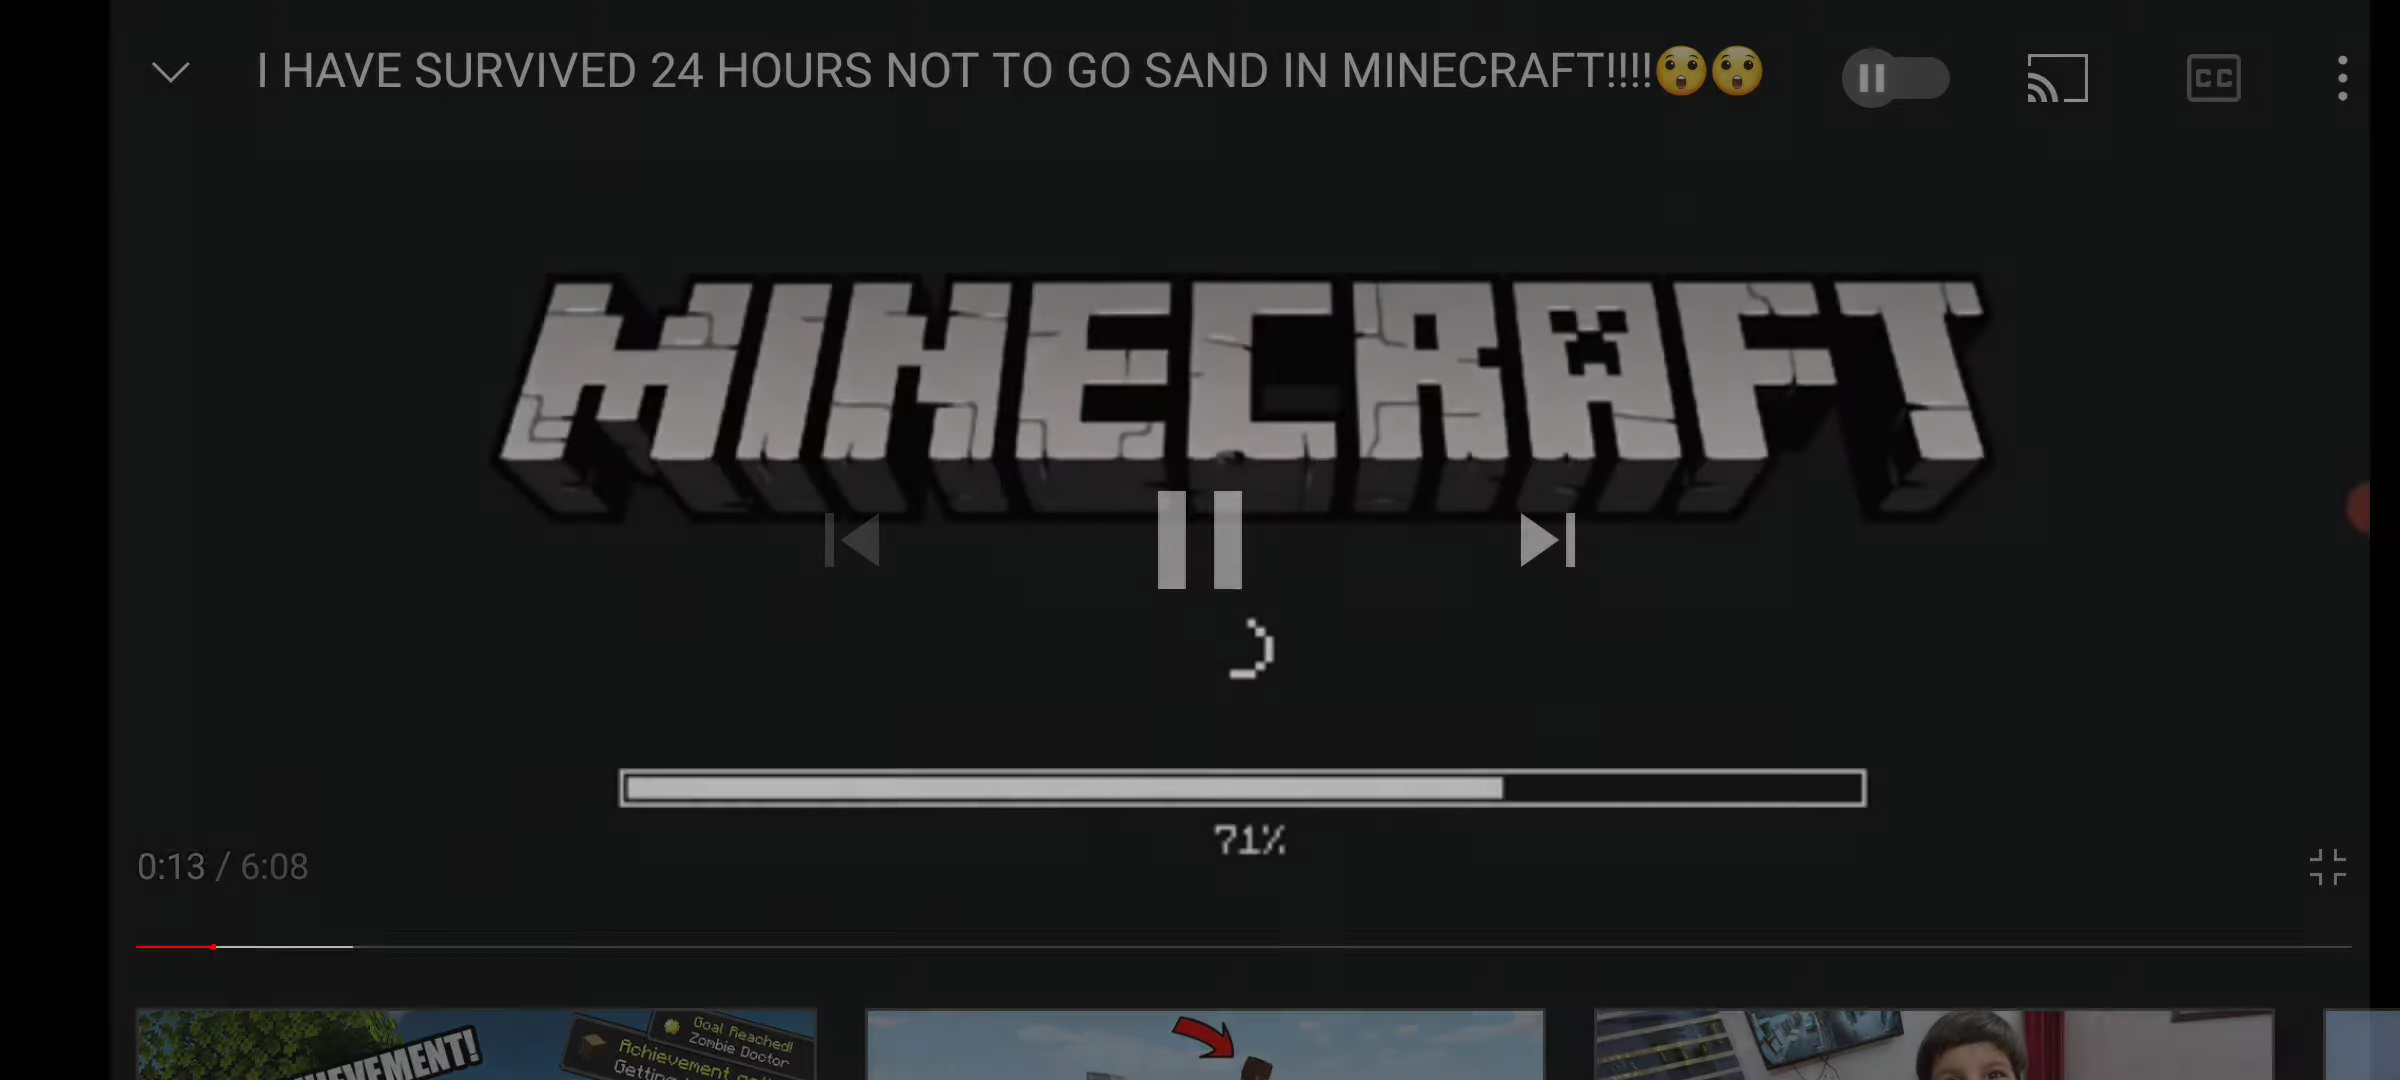 I HAVE SURVIVED 24 HOURS NOT TO GO SAND IN MINECRAFT!!!!😲😲
CC
MINECRAFT
71%
0:13 / 6:08
Goal Reached!
Zombie Doctor
Achievement
Getting